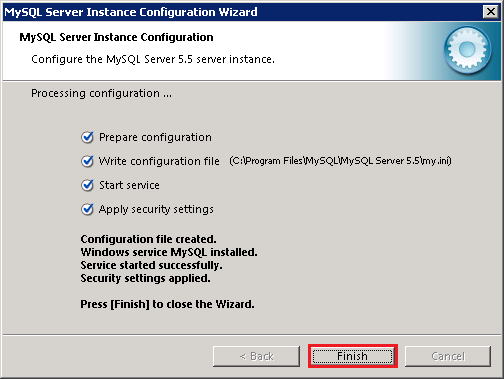 MySQL Server Instance Configuration Wizard
MySQL Server Instance Configuration
Configure the MySQL Server 5.5 server instance.
Processing configuration ...
Prepare configuration
Write configuration file (C:\Program Files\MySQL\MySQL Server 5.5\my.ini)
Start service
Apply security settings
Configuration file created.
Windows service MySQL installed.
Service started successfully.
Security settings applied.
Press [Finish] to close the Wizard.
< Back Finish Cancel